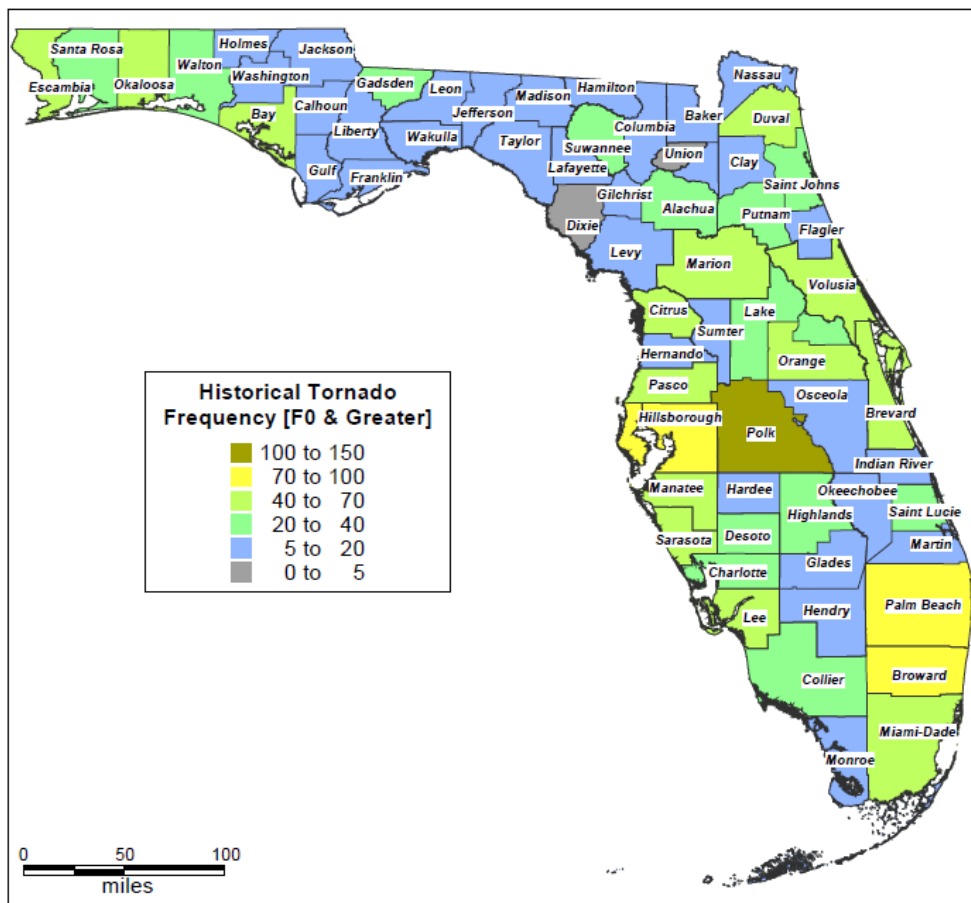 Holmes
Jackson
Santa Rosa
Walton
Washington
Escambia
Okaloosa
Bay
Calhoun
Liberty
Gulf
Franklin
Gadsden
Leon
Jefferson
Wakulla
Madison
Taylor
Hamilton
Columbia
Suwannee
Lafayette
Baker
Nassau
Duval
Union
Clay
Saint Johns
Gilchrist
Alachua
Putnam
Flagler
Dixie
Levy
Marion
Volusia
Citrus
Lake
Sumter
Hernando
Orange
Pasco
Osceola
Brevard
Hillsborough
Polk
Indian River
Manatee
Hardee
Okeechobee
Highlands
Saint Lucie
Sarasota
Desoto
Martin
Glades
Charlotte
Lee
Hendry
Palm Beach
Collier
Broward
Miami-Dade
Monroe
Historical Tornado
Frequency [F0 & Greater]
100 to 150
70 to 100
40 to 70
20 to 40
5 to 20
0 to 5
0 50 100
miles